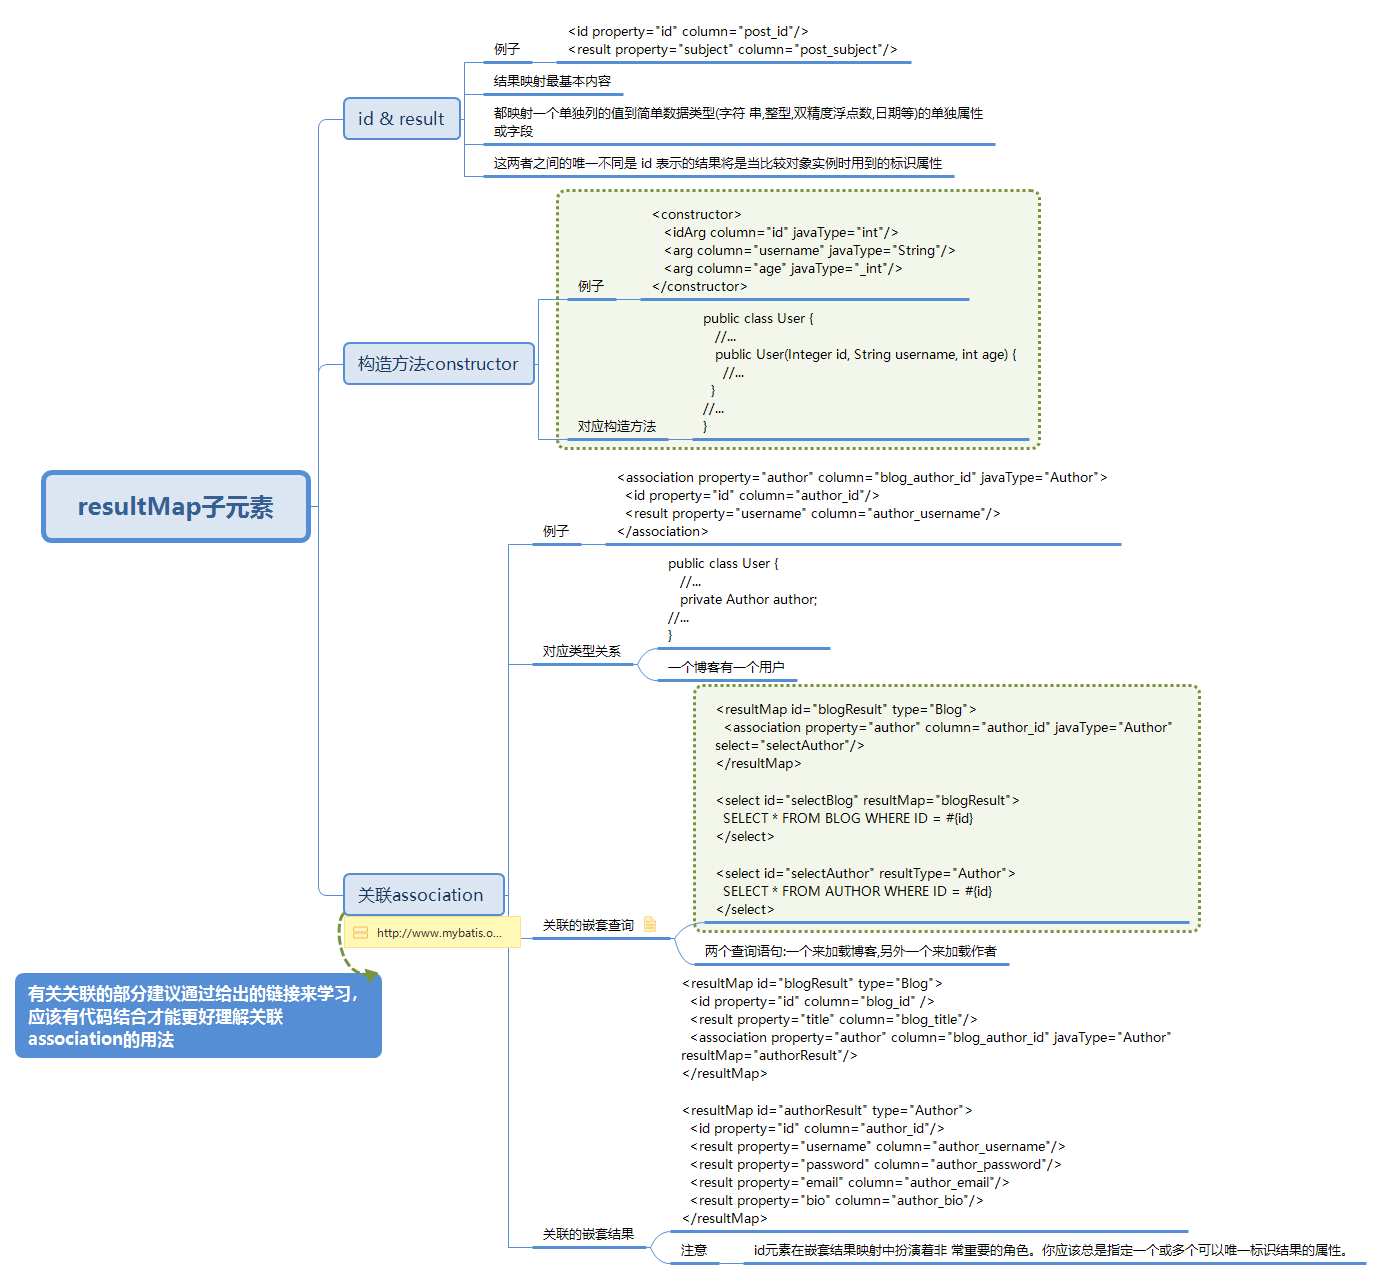 resultMap子元素
id & result
例子
<id property="id" column="post_id"/>
<result property="subject" column="post_subject"/>
结果映射最基本内容
都映射一个单独列的值到简单数据类型(字符 串,整型,双精度浮点数,日期等)的单独属性
或字段
这两者之间的唯一不同是 id 表示的结果将是当比较对象实例时用到的标识属性
构造方法constructor
例子
<constructor>
<idArg column="id" javaType="int"/>
<arg column="username" javaType="String"/>
<arg column="age" javaType="_int"/>
</constructor>
对应构造方法
public class User {
//...
public User(Integer id, String username, int age) {
//...
}
//...
}
关联association
http://www.mybatis.o...
有关关联的部分建议通过给出的链接来学习，
应该有代码结合才能更好理解关联
association的用法
例子
<association property="author" column="blog_author_id" javaType="Author">
<id property="id" column="author_id"/>
<result property="username" column="author_username"/>
</association>
对应类型关系
public class User {
//...
private Author author;
//...
}
一个博客有一个用户
关联的嵌套查询
<resultMap id="blogResult" type="Blog">
<association property="author" column="author_id" javaType="Author"
select="selectAuthor"/>
</resultMap>
<select id="selectBlog" resultMap="blogResult">
SELECT * FROM BLOG WHERE ID = #{id}
</select>
<select id="selectAuthor" resultType="Author">
SELECT * FROM AUTHOR WHERE ID = #{id}
</select>
两个查询语句:一个来加载博客,另外一个来加载作者
关联的嵌套结果
<resultMap id="blogResult" type="Blog">
<id property="id" column="blog_id" />
<result property="title" column="blog_title"/>
<association property="author" column="blog_author_id" javaType="Author"
resultMap="authorResult"/>
</resultMap>
<resultMap id="authorResult" type="Author">
<id property="id" column="author_id"/>
<result property="username" column="author_username"/>
<result property="password" column="author_password"/>
<result property="email" column="author_email"/>
<result property="bio" column="author_bio"/>
</resultMap>
注意
id元素在嵌套结果映射中扮演着非 常重要的角色。你应该总是指定一个或多个可以唯一标识结果的属性。